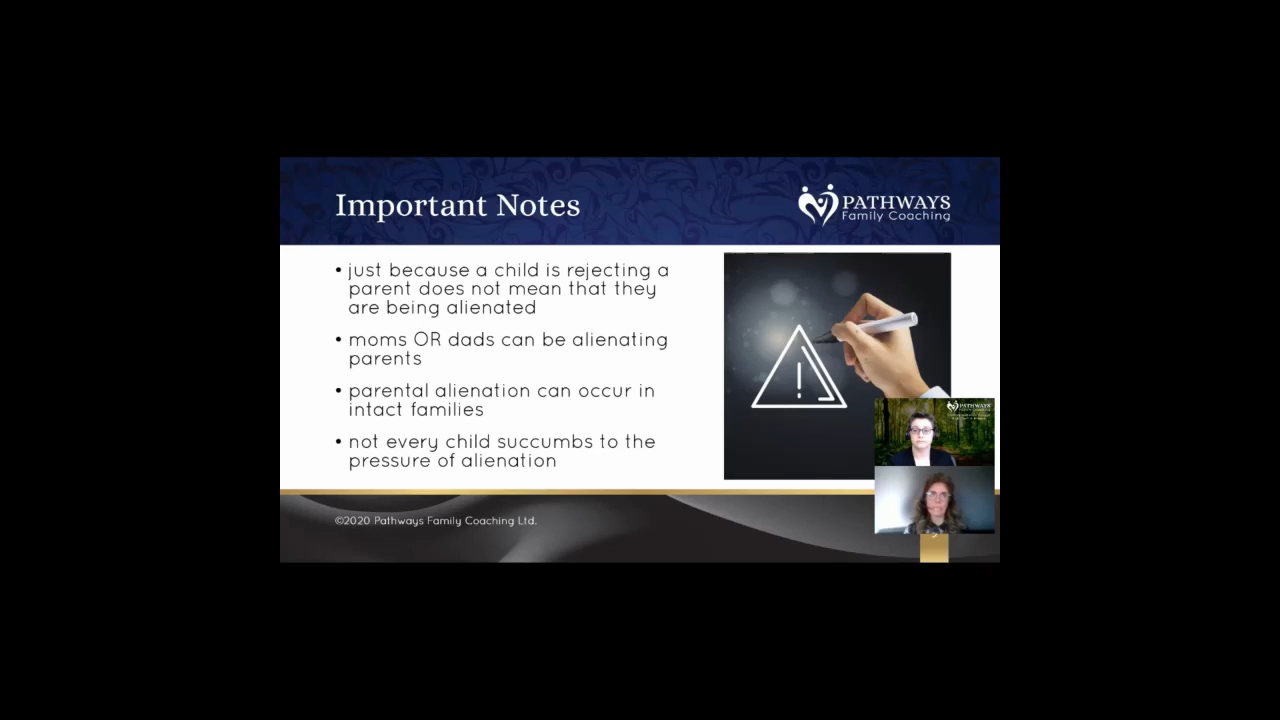 Important Notes
PATHWAYS
Family Coaching
• just because a child is rejecting a
parent does not mean that they
are being alienated
• moms OR dads can be alienating
parents
• parental alienation can occur in
intact families
• not every child succumbs to the
pressure of alienation
PATHWAYS
©2020 Pathways Family Coaching Ltd.